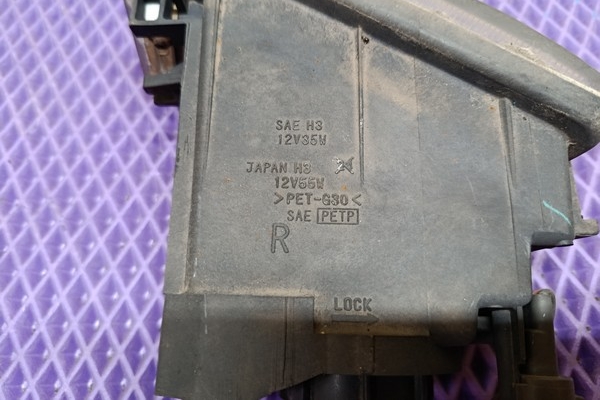 SAE H3
12V35W
JAPAN H3
12V55W
>PET-G30<
SAE PETP
R
LOCK